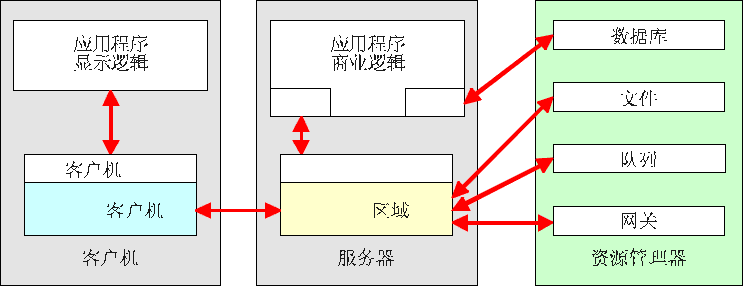 应用程序
显示逻辑
客户机
客户机
客户机
应用程序
商业逻辑
区域
服务器
数据库
文件
队列
网关
资源管理器